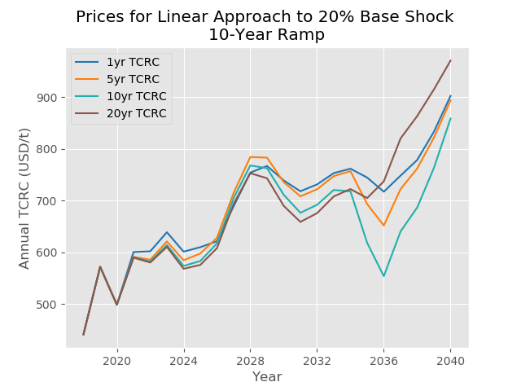 Prices for Linear Approach to 20% Base Shock
10-Year Ramp
1yr TCRC
5yr TCRC
10yr TCRC
20yr TCRC
Annual TCRC (USD/t)
900
800
700
600
500
2020 2024 2028 2032 2036 2040
Year